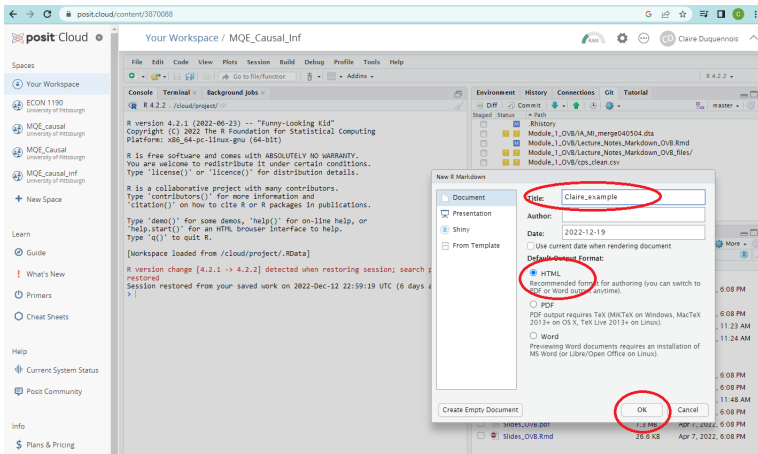 posit.cloud/content/3870088
posit Cloud
Your Workspace / MQE_Causal_Inf
RAM
CD
Claire Duquennois
Spaces
Your Workspace
ECON 1190
University of Pittsburgh
MQE_causal
University of Pittsburgh
MQE_Causal
University of Pittsburgh
MQE_causal_inf
University of Pittsburgh
New Space
Learn
Guide
What's New
Primers
Cheat Sheets
Help
Current System Status
Posit Community
Info
Plans & Pricing
File Edit Code View Plots Session Build Debug Profile Tools Help
Go to file/function
Addins
R 4.2.2
Console Terminal Background Jobs
R 4.2.2 . /cloud/project/
R version 4.2.1 (2022-06-23) -- "Funny-Looking Kid"
Copyright (C) 2022 The R Foundation for Statistical Computing
Platform: x86_64-pc-linux-gnu (64-bit)
R is free software and comes with ABSOLUTELY NO WARRANTY.
You are welcome to redistribute it under certain conditions.
Type 'license()' or 'licence()' for distribution details.
R is a collaborative project with many contributors.
Type 'contributors()' for more information and
'citation()' on how to cite R or R packages in publications.
Type 'demo()' for some demos, 'help()' for on-line help, or
'help.start()' for an HTML browser interface to help.
Type 'q()' to quit R.
[Workspace loaded from /cloud/project/.RData]
R version change [4.2.1 -> 4.2.2] detected when restoring session; search p
restored
Session restored from your saved work on 2022-Dec-12 22:59:19 UTC (6 days a
>
Environment History Connections Git Tutorial
Diff Commit
master
Staged Status Path
.Rhistory
Module_1_OVB/IA_MI_merge040504.dta
Module_1_OVB/Lecture_Notes_Markdown_OVB.Rmd
Module_1_OVB/Lecture_Notes_Markdown_OVB_files/
Module_1_OVB/cps_clean.csv
New R Markdown
Document
Presentation
Shiny
From Template
Title: Claire_example
Author:
Date: 2022-12-19
Use current date when rendering document
Default Output Format:
HTML
Recommended format for authoring (you can switch to
PDF or Word output anytime).
PDF
PDF output requires TeX (MiKTeX on Windows, MacTeX
2013+ on OS X, TeX Live 2013+ on Linux).
Word
Previewing Word documents requires an installation of
MS Word (or Libre/Open Office on Linux).
Create Empty Document
OK
Cancel
More
, 6:08 PM
, 6:08 PM
, 11:23 AM
, 11:24 AM
, 6:08 PM
, 6:08 PM
, 11:48 AM
, 6:08 PM
Slides_OVB.pdf 1.3 MB Apr 7, 2022, 6:08 PM
Slides_OVB.Rmd 26.6 KB Apr 7, 2022, 6:08 PM